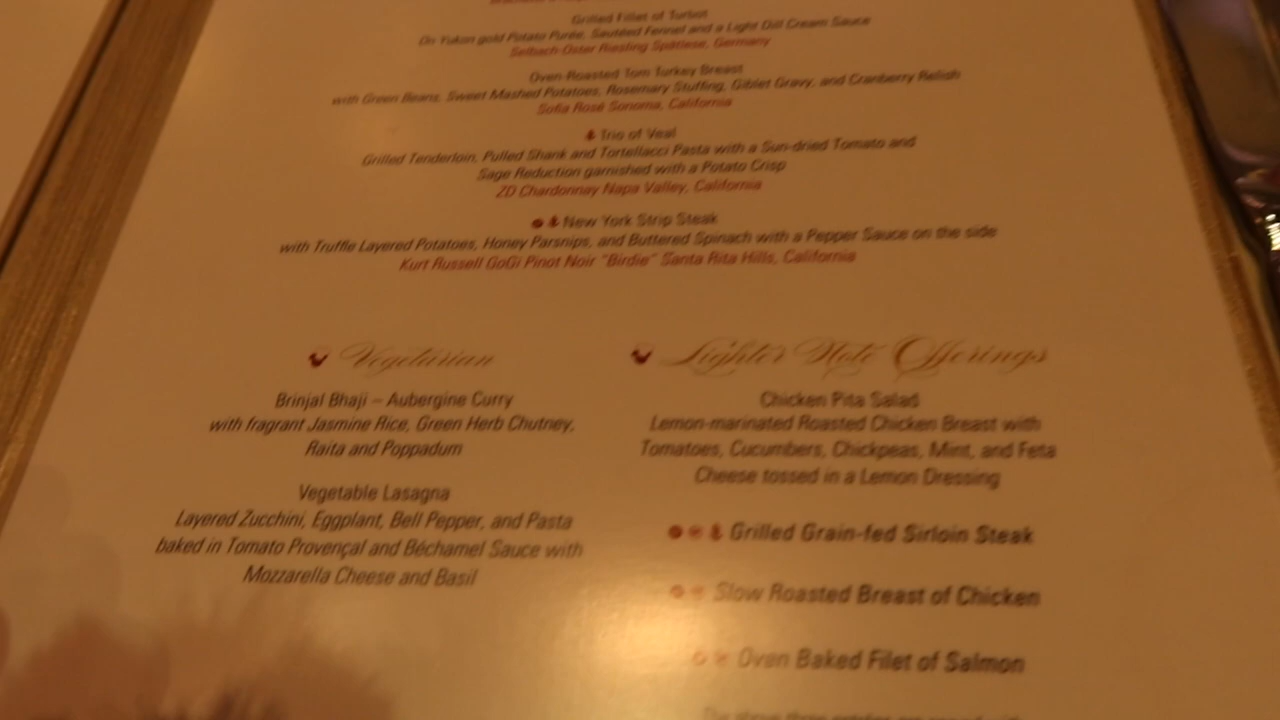 Grilled Fillet of Turbot
On Yukon gold Potato Purée, Sautéed Fennel and a Light Dill Cream Sauce
Selbach-Oster Riesling Spätlese, Germany
Oven-Roasted Tom Turkey Breast
with Green Beans, Sweet Mashed Potatoes, Rosemary Stuffing, Giblet Gravy, and Cranberry Relish
Sofia Rosé Sonoma, California
Trio of Veal
Grilled Tenderloin, Pulled Shank and Tortellacci Pasta with a Sun-dried Tomato and
Sage Reduction garnished with a Potato Crisp
ZD Chardonnay Napa Valley, California
New York Strip Steak
with Truffle Layered Potatoes, Honey Parsnips, and Buttered Spinach with a Pepper Sauce on the side
Kurt Russell GoGi Pinot Noir "Birdie" Santa Rita Hills, California
Vegetarian
Brinjal Bhaji – Aubergine Curry
with fragrant Jasmine Rice, Green Herb Chutney,
Raita and Poppadum
Vegetable Lasagna
Layered Zucchini, Eggplant, Bell Pepper, and Pasta
baked in Tomato Provençal and Béchamel Sauce with
Mozzarella Cheese and Basil
Lighter Note Offerings
Chicken Pita Salad
Lemon-marinated Roasted Chicken Breast with
Tomatoes, Cucumbers, Chickpeas, Mint, and Feta
Cheese tossed in a Lemon Dressing
Grilled Grain-fed Sirloin Steak
Slow Roasted Breast of Chicken
Oven Baked Filet of Salmon